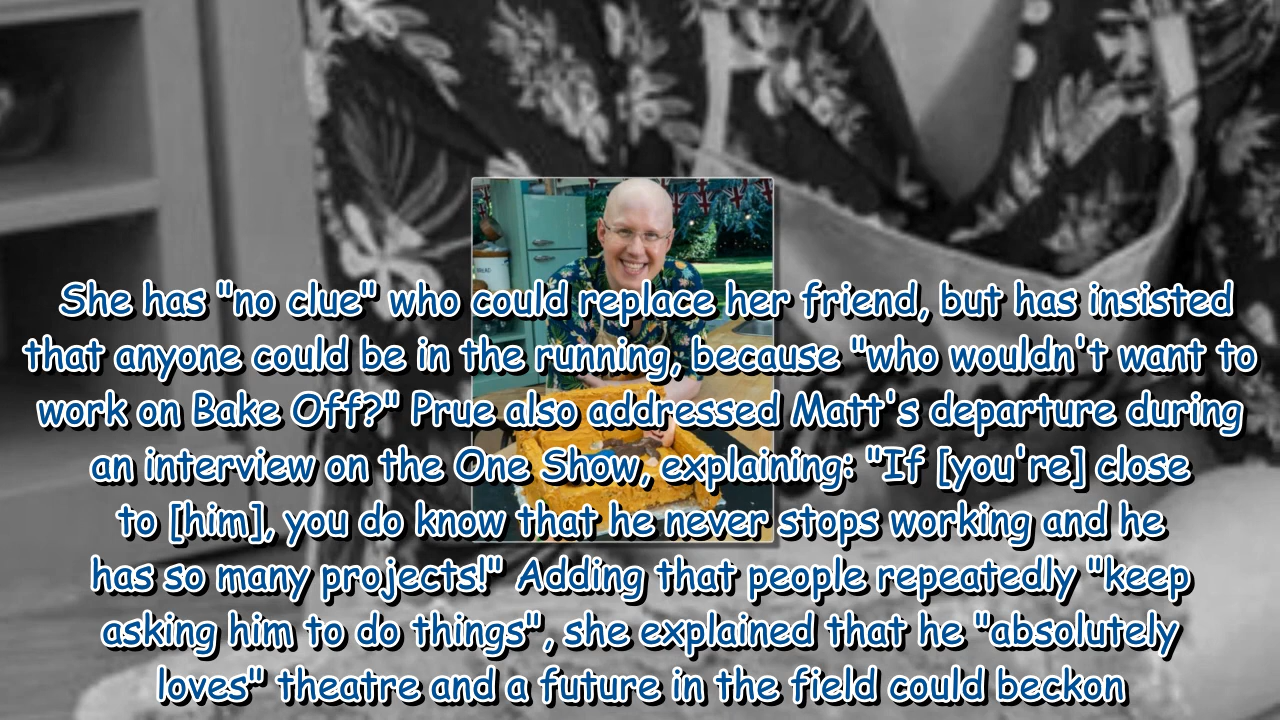 She has "no clue" who could replace her friend, but has insisted
that anyone could be in the running, because "who wouldn't want to
work on Bake Off?" Prue also addressed Matt's departure during
an interview on the One Show, explaining: "If [you're] close
to [him], you do know that he never stops working and he
has so many projects!" Adding that people repeatedly "keep
asking him to do things", she explained that he "absolutely
loves" theatre and a future in the field could beckon